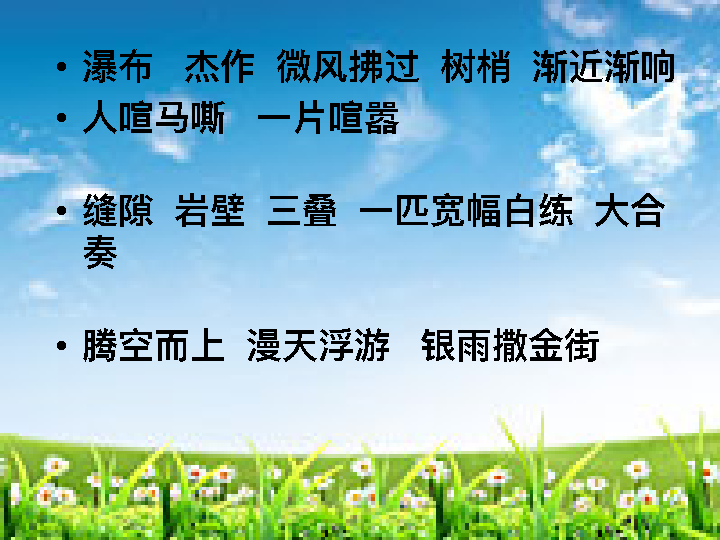 • 瀑布 杰作 微风拂过 树梢 渐近渐响
• 人喧马嘶 一片喧嚣
• 缝隙 岩壁 三叠 一匹宽幅白练 大合
奏
• 腾空而上 漫天浮游 银雨撒金街